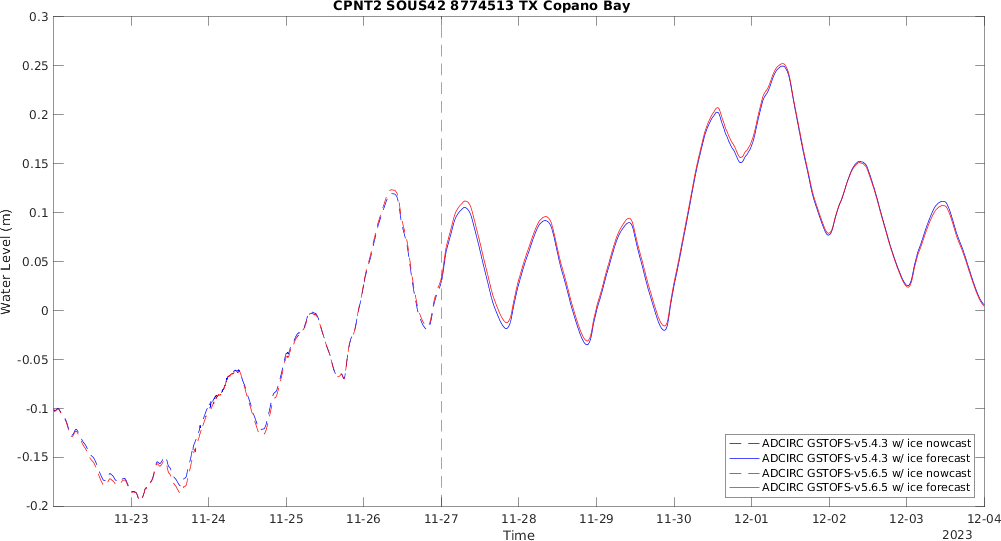 CPNT2 SOUS42 8774513 TX Copano Bay
0.3
0.25
0.2
0.15
0.1
0.05
0
-0.05
-0.1
-0.15
-0.2
Water Level (m)
ADCIRC GSTOFS-v5.4.3 w/ ice nowcast
ADCIRC GSTOFS-v5.4.3 w/ ice forecast
ADCIRC GSTOFS-v5.6.5 w/ ice nowcast
ADCIRC GSTOFS-v5.6.5 w/ ice forecast
11-23 11-24 11-25 11-26 11-27 11-28 11-29 11-30 12-01 12-02 12-03 12-04
Time
2023